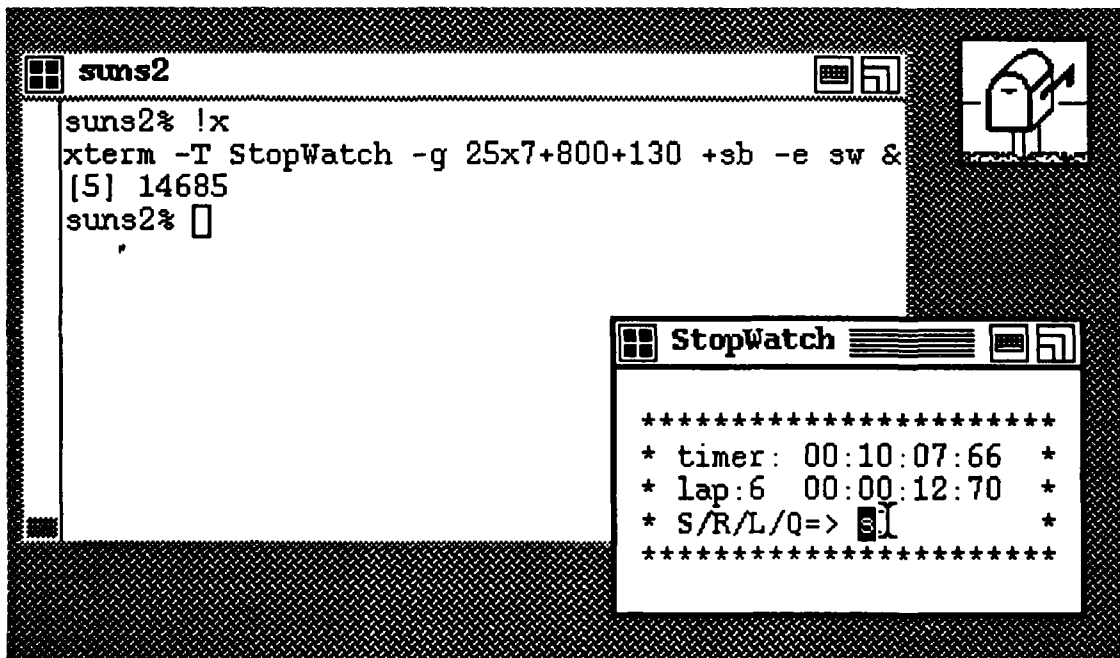 suns2
suns2% !x
xterm -T StopWatch -g 25x7+800+130 +sb -e sw &
[5] 14685
suns2%
StopWatch
***********************
* timer: 00:10:07:66 *
* lap:6 00:00:12:70 *
* S/R/L/Q=> s *
***********************